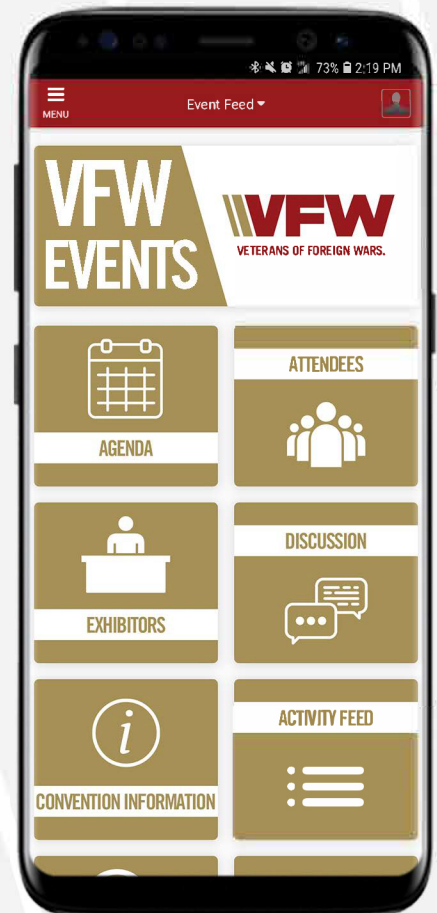 73% 2:19 PM
MENU
Event Feed
VFW
EVENTS
VFW
VETERANS OF FOREIGN WARS.
AGENDA
ATTENDEES
EXHIBITORS
DISCUSSION
i
CONVENTION INFORMATION
ACTIVITY FEED